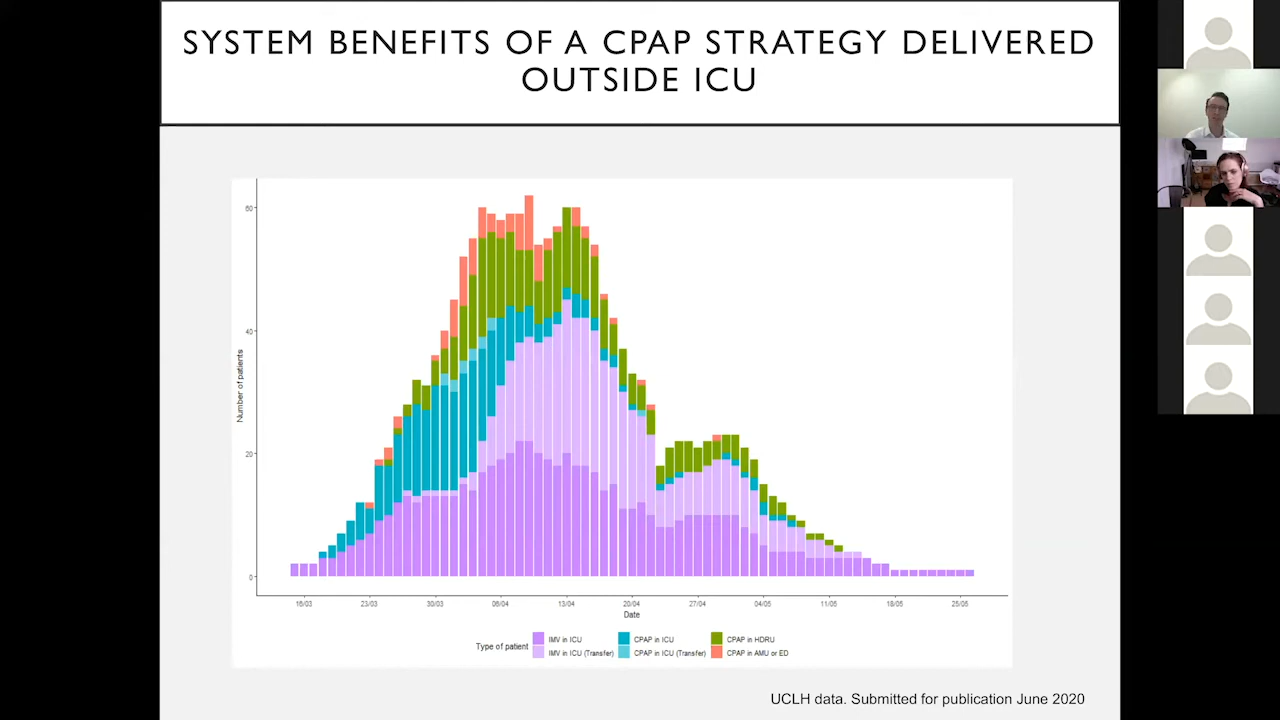 SYSTEM BENEFITS OF A CPAP STRATEGY DELIVERED
OUTSIDE ICU
60
40
20
0
Number of patients
16/03 23/03 30/03 06/04 13/04 20/04 27/04 04/05 11/05 18/05 25/05
Date
Type of patient
IMV in ICU CPAP in ICU CPAP in HDRU
IMV in ICU (Transfer) CPAP in ICU (Transfer) CPAP in AMU or ED
UCLH data. Submitted for publication June 2020